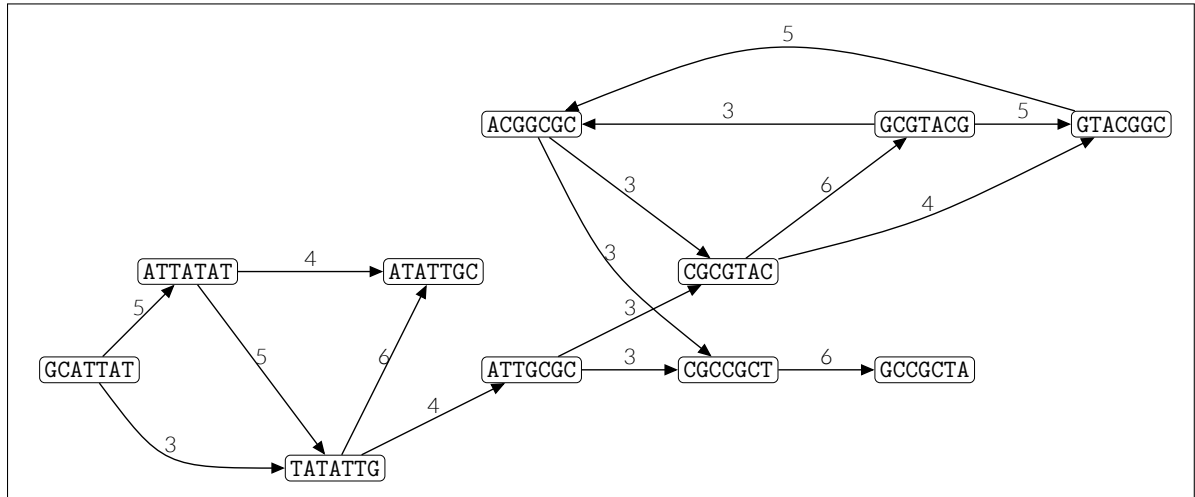 5
ACGGCGC 3 GCGTACG 5 GTACGGC
3 6 4
ATTATAT 4 ATATTGC 3 CGCGTAC
5 5 6 3
GCATTAT ATTGCGC 3 CGCCGCT 6 GCCGCTA
3 4
TATATTG